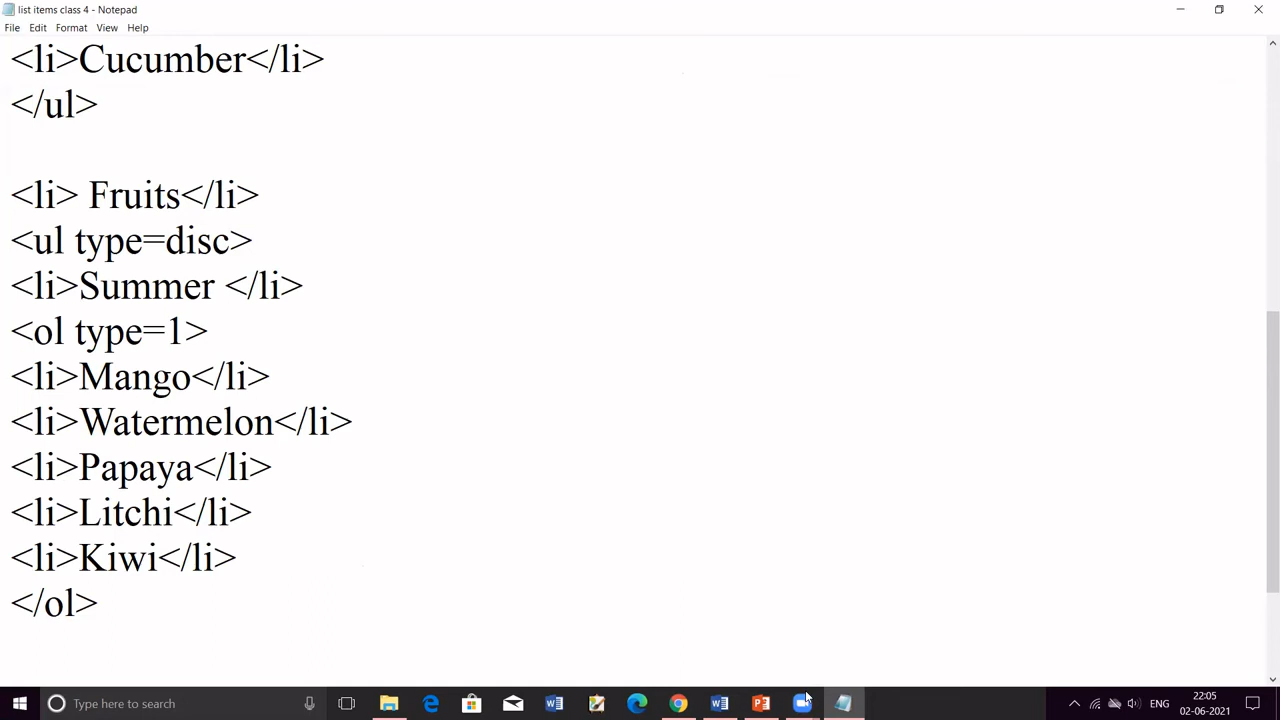 list items class 4 - Notepad
File Edit Format View Help
<li>Cucumber</li>
</ul>
<li> Fruits</li>
<ul type=disc>
<li>Summer </li>
<ol type=1>
<li>Mango</li>
<li>Watermelon</li>
<li>Papaya</li>
<li>Litchi</li>
<li>Kiwi</li>
</ol>
Type here to search
ENG
22:05
02-06-2021